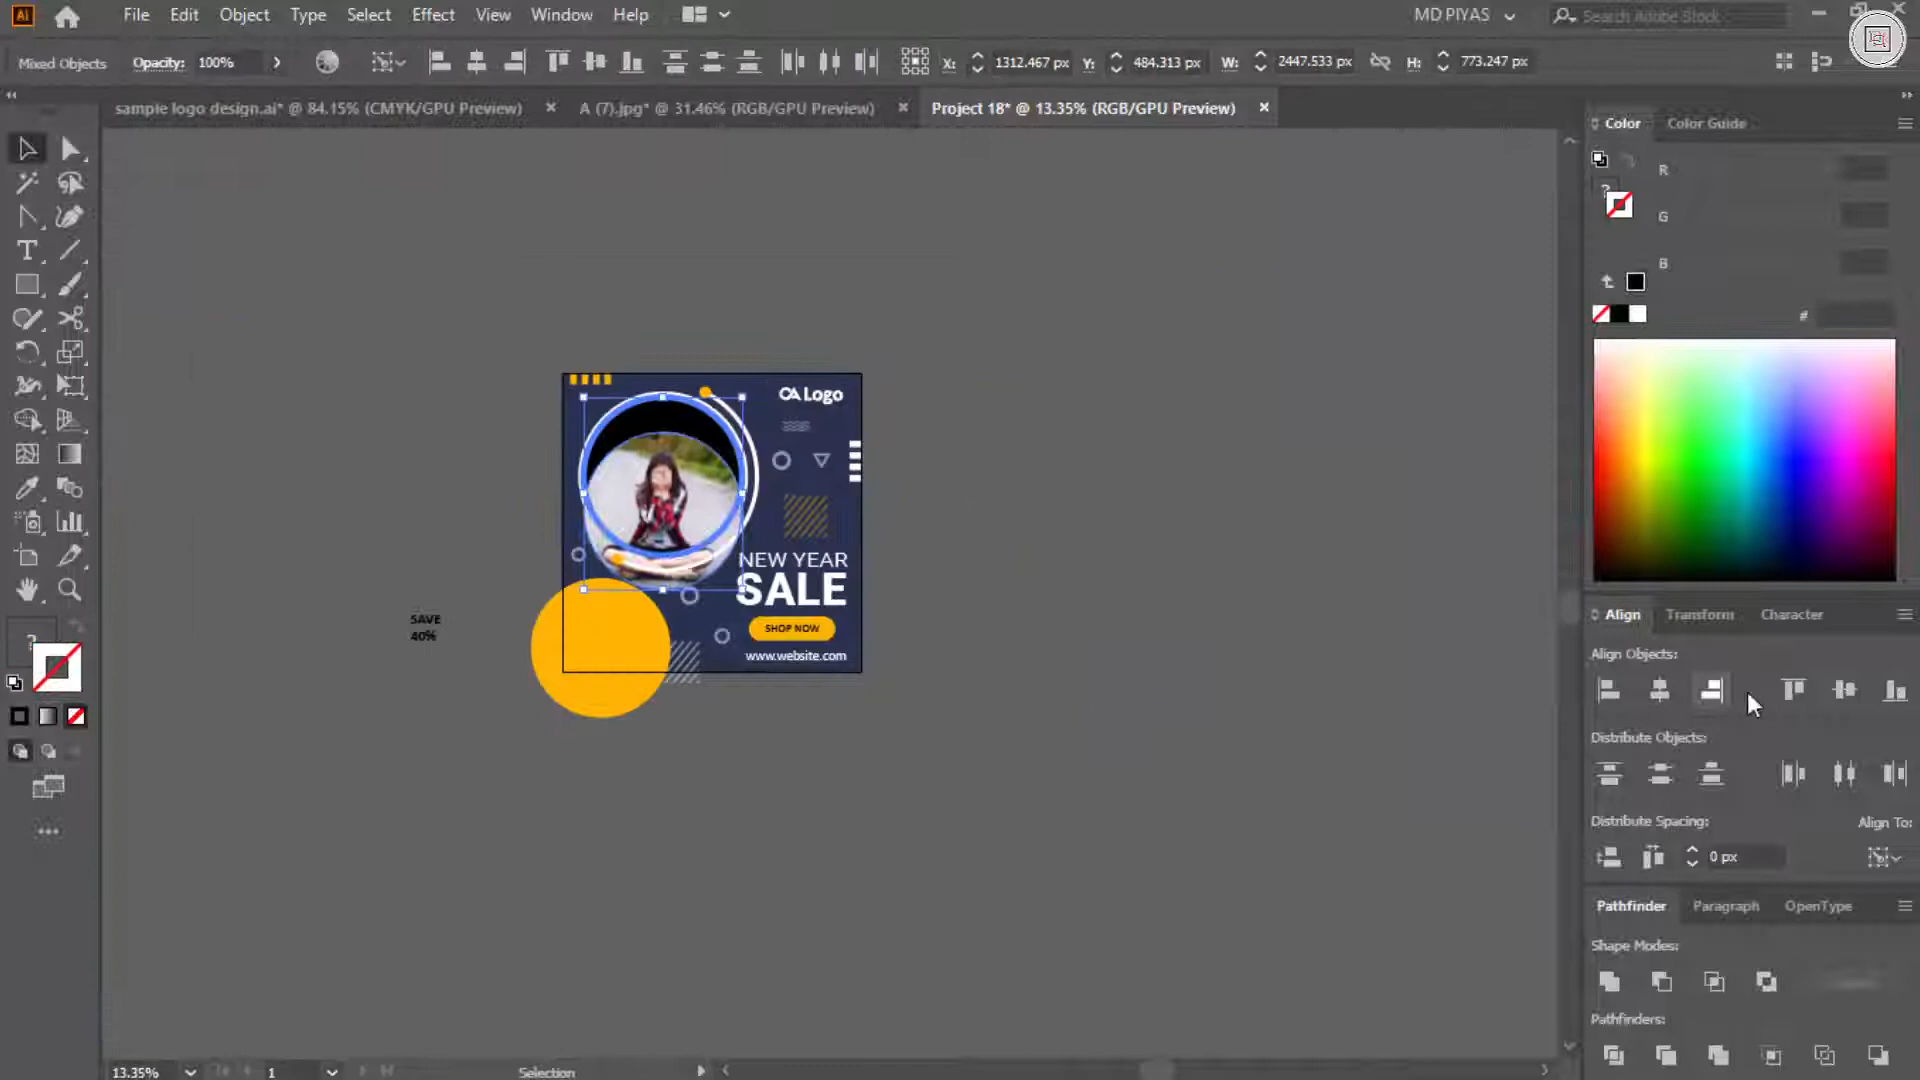 Ai File Edit Object Type Select Effect View Window Help MD PIYAS Search Adobe Stock
Mixed Objects Opacity: 100% X: 1312.467 px Y: 484.313 px W: 2447.533 px H: 773.247 px
sample logo design.ai* @ 84.15% (CMYK/GPU Preview) A (7).jpg* @ 31.46% (RGB/GPU Preview) Project 18* @ 13.35% (RGB/GPU Preview)
Color Color Guide
R
G
B
#
Logo
NEW YEAR
SALE
SHOP NOW
www.website.com
SAVE
40%
Align Transform Character
Align Objects:
Distribute Objects:
Distribute Spacing: Align To:
0 px
Pathfinder Paragraph OpenType
Shape Modes:
Pathfinders:
13.35% 1 Selection